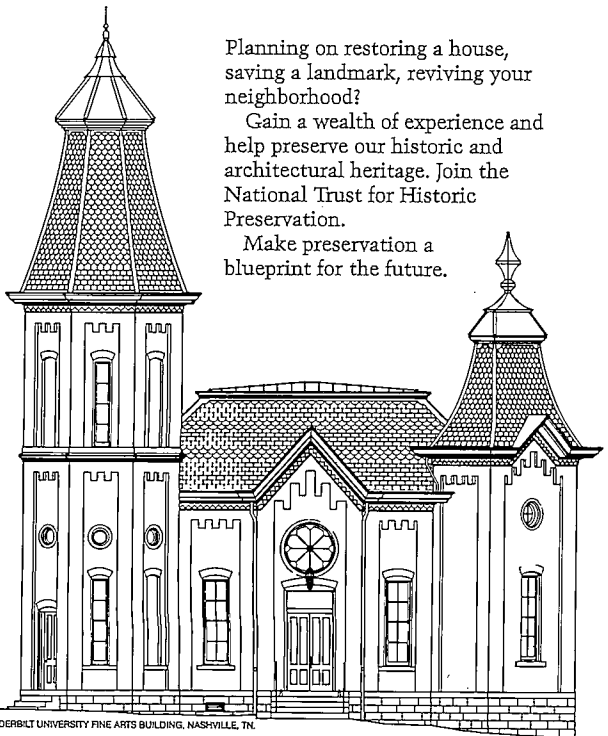 Planning on restoring a house,
saving a landmark, reviving your
neighborhood?
Gain a wealth of experience and
help preserve our historic and
architectural heritage. Join the
National Trust for Historic
Preservation.
Make preservation a
blueprint for the future.
DERBILT UNIVERSITY FINE ARTS BUILDING, NASHVILLE, TN.